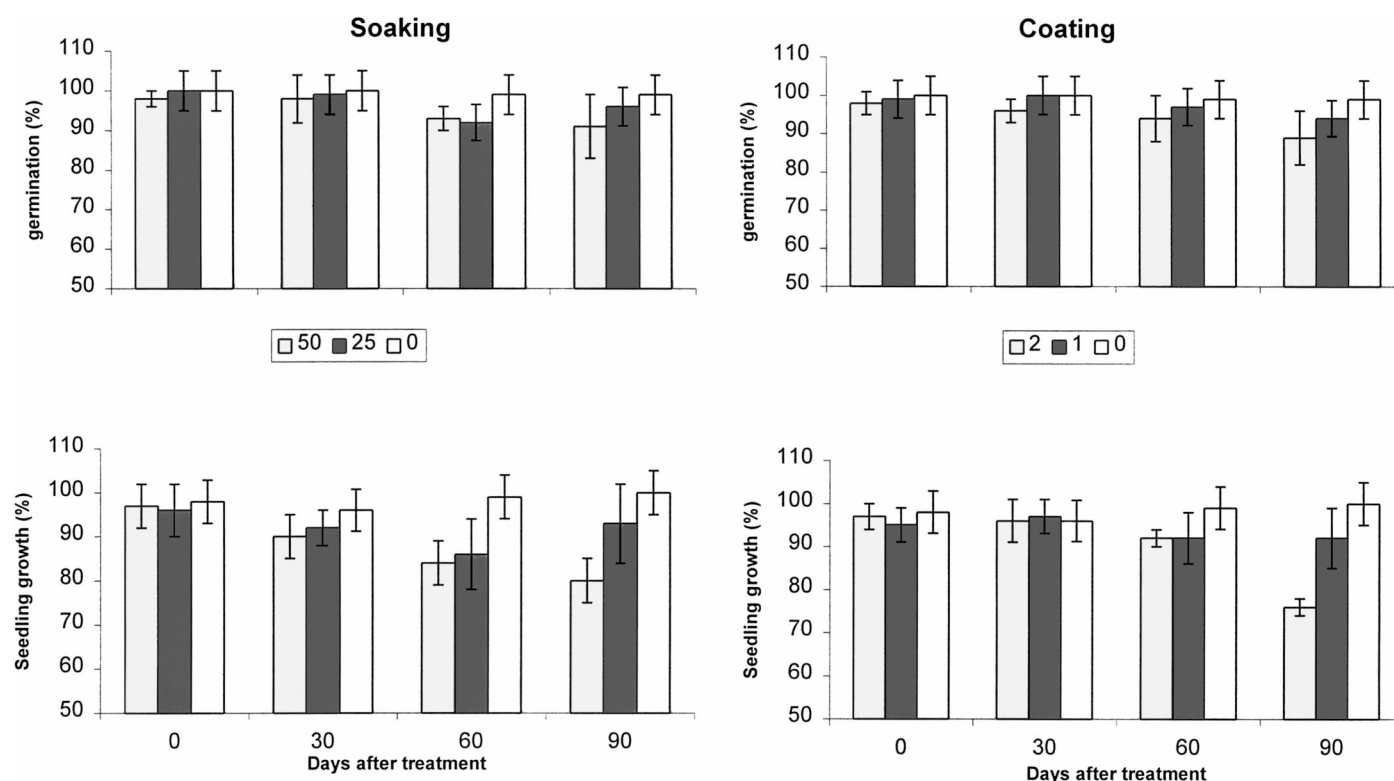 Soaking
germination (%)
110
100
90
80
70
60
50
50 25 0
Coating
germination (%)
110
100
90
80
70
60
50
2 1 0
Seedling growth (%)
110
100
90
80
70
60
50
0 30 60 90
Days after treatment
Seedling growth (%)
110
100
90
80
70
60
50
0 30 60 90
Days after treatment